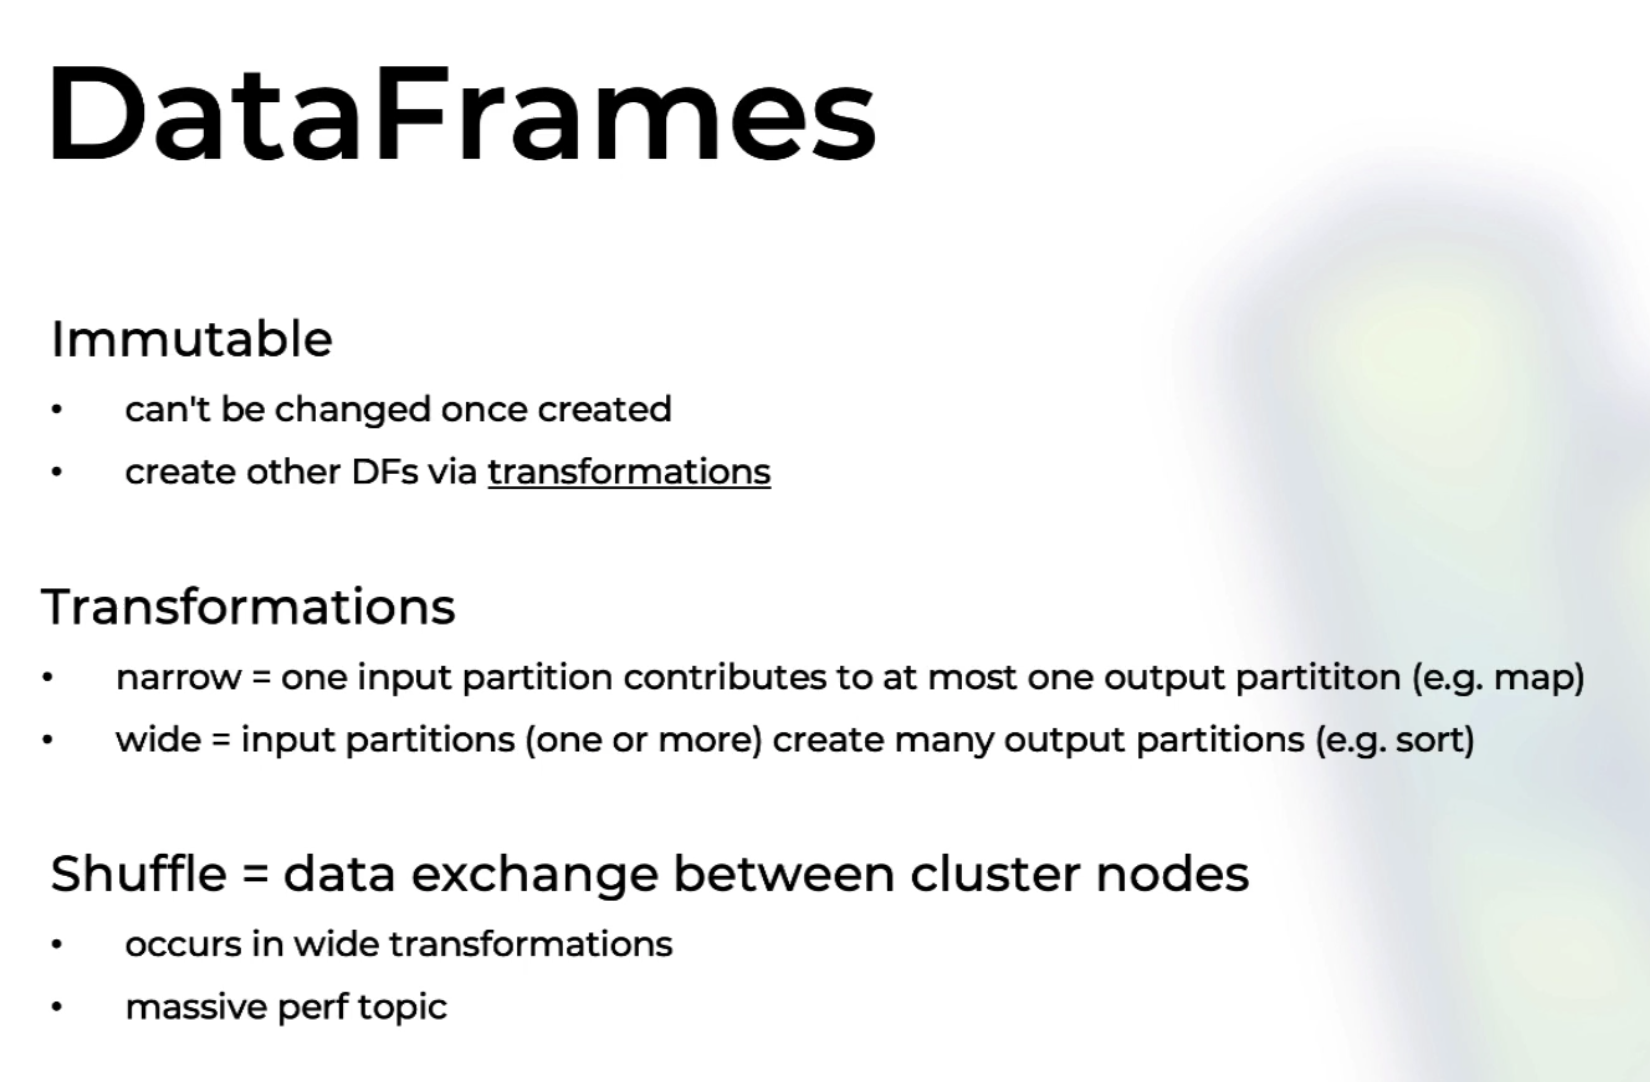 DataFrames
Immutable
• can't be changed once created
• create other DFs via transformations
Transformations
• narrow = one input partition contributes to at most one output partititon (e.g. map)
• wide = input partitions (one or more) create many output partitions (e.g. sort)
Shuffle = data exchange between cluster nodes
• occurs in wide transformations
• massive perf topic